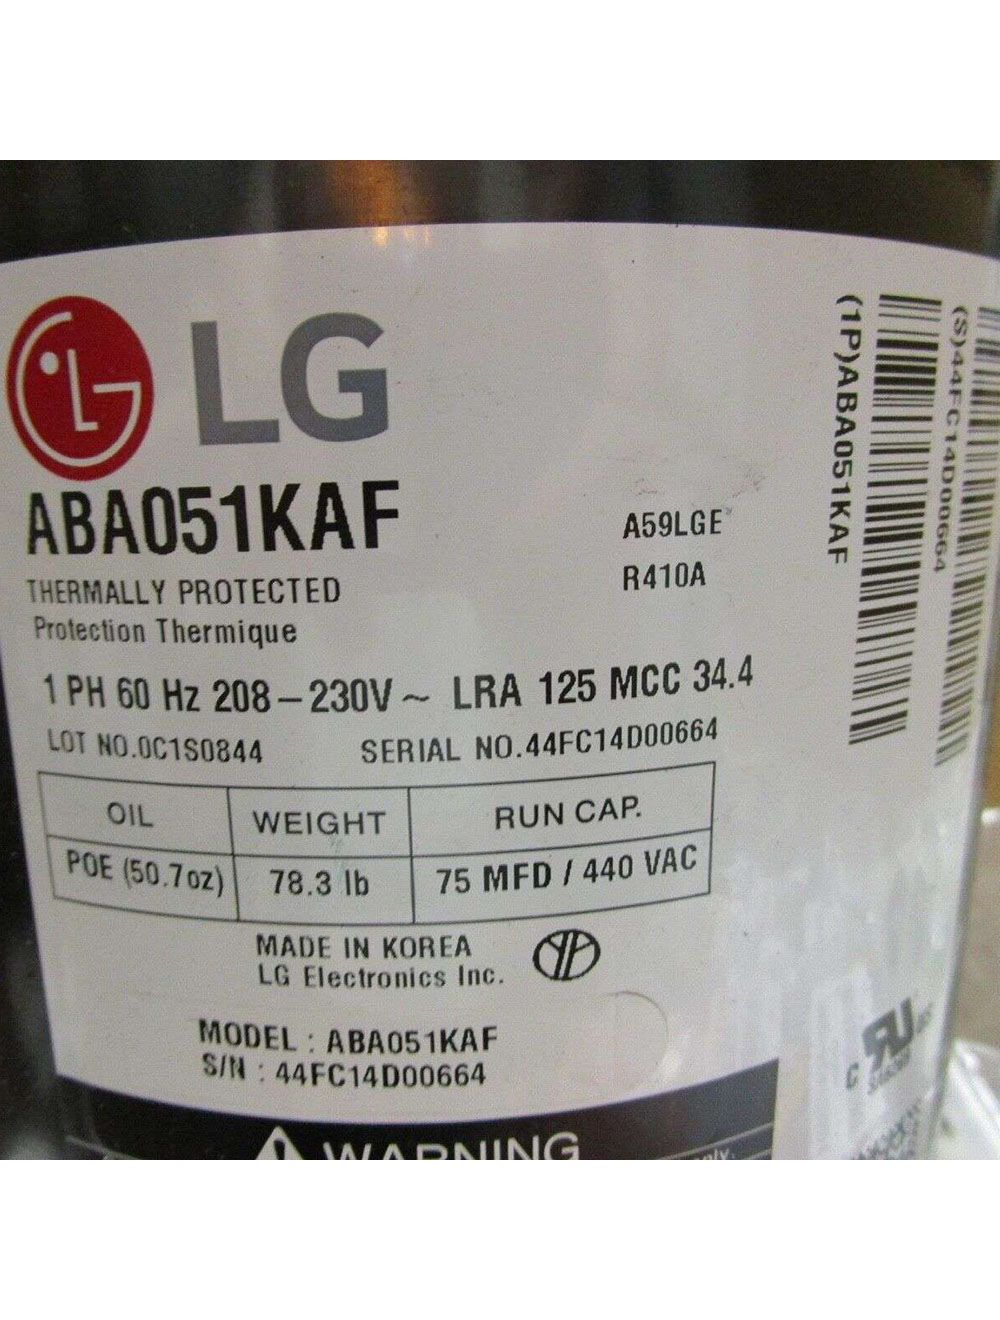 LG
ABA051KAF
A59LGE
THERMALLY PROTECTED
R410A
Protection Thermique
1 PH 60 Hz 208-230V~ LRA 125 MCC 34.4
LOT NO.0C1S0844 SERIAL NO.44FC14D00664
OIL WEIGHT RUN CAP.
POE (50.7oz) 78.3 lb 75 MFD / 440 VAC
MADE IN KOREA
LG Electronics Inc.
MODEL : ABA051KAF
S/N : 44FC14D00664
WARNING
(1P)ABA051KAF
(S)44FC14D00664